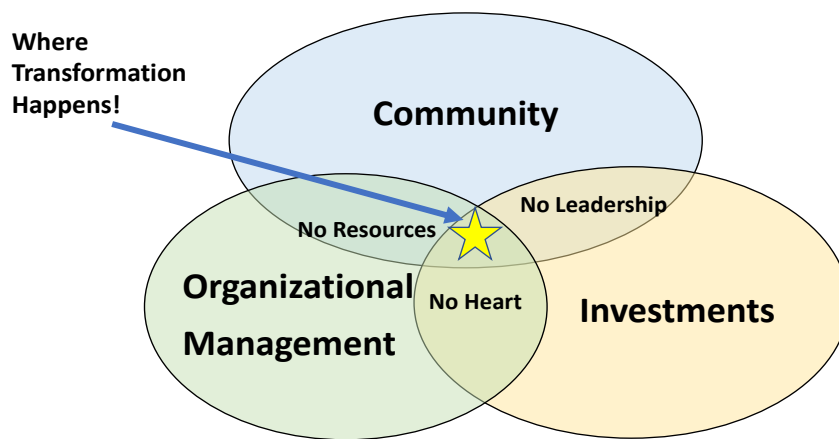 Where
Transformation
Happens!
Community
No Leadership
No Resources
Organizational
Management
No Heart
Investments